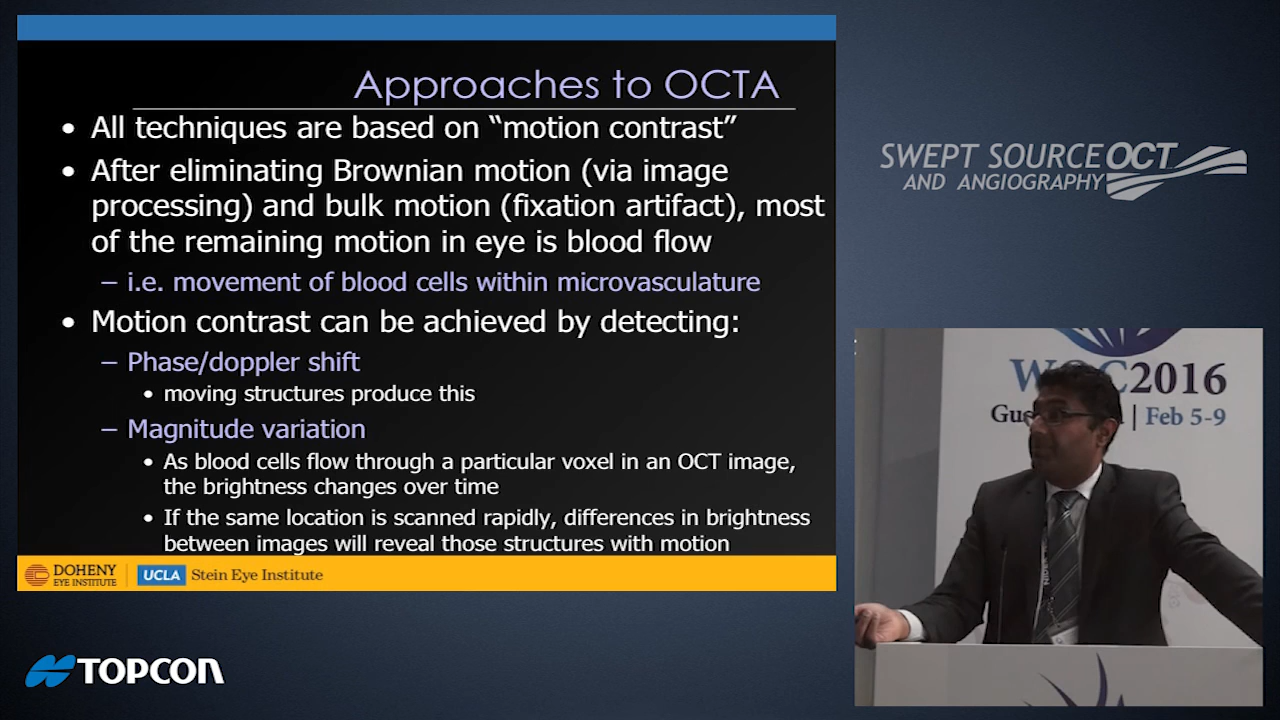 Approaches to OCTA
• All techniques are based on “motion contrast”
• After eliminating Brownian motion (via image
processing) and bulk motion (fixation artifact), most
of the remaining motion in eye is blood flow
– i.e. movement of blood cells within microvasculature
• Motion contrast can be achieved by detecting:
– Phase/doppler shift
• moving structures produce this
– Magnitude variation
• As blood cells flow through a particular voxel in an OCT image,
the brightness changes over time
• If the same location is scanned rapidly, differences in brightness
between images will reveal those structures with motion
DOHENY
EYE INSTITUTE
UCLA Stein Eye Institute
TOPCON
SWEPT SOURCE OCT
AND ANGIOGRAPHY
2016
Feb 5-9